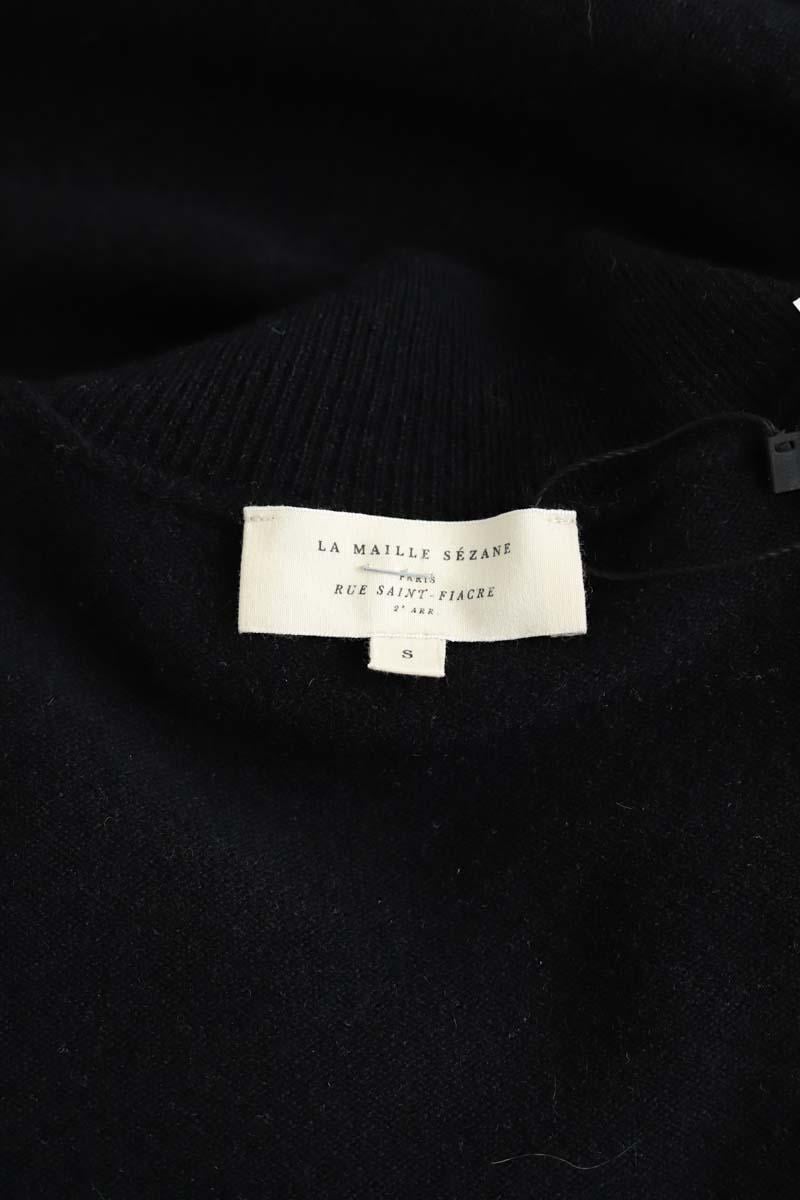 LA MAILLE SÉZANE
PARIS
RUE SAINT-FIACRE
2ᵉ ARR.
S